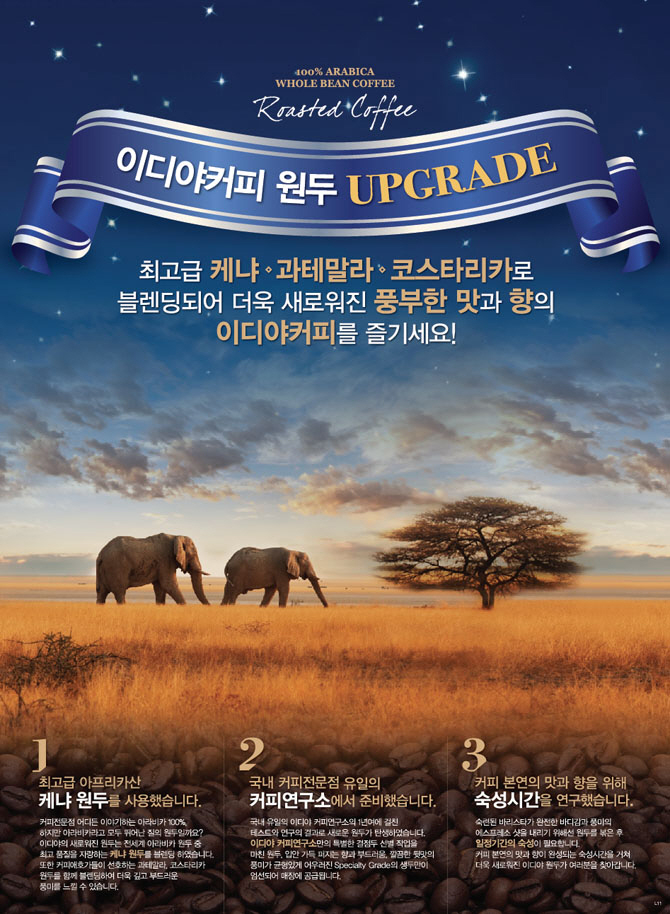 100% ARABICA
WHOLE BEAN COFFEE
Roasted Coffee
이디야커피 원두 UPGRADE
최고급 케냐 · 과테말라 · 코스타리카로
블렌딩되어 더욱 새로워진 풍부한 맛과 향의
이디야커피를 즐기세요!
1
최고급 아프리카산
케냐 원두를 사용했습니다.
커피전문점 어디든 이야기하는 아라비카 100%,
하지만 아라비카라고 모두 뛰어난 질의 원두일까요?
이디야의 새로워진 원두는 전세계 아라비카 원두 중
최고 품질을 자랑하는 케냐 원두를 블렌딩 하였습니다.
또한 커피애호가들이 선호하는 과테말라, 코스타리카
원두를 함께 블렌딩하여 더욱 깊고 부드러운
풍미를 느낄 수 있습니다.
2
국내 커피전문점 유일의
커피연구소에서 준비했습니다.
국내 유일의 이디야 커피연구소의 1년여에 걸친
테스트와 연구의 결과로 새로운 원두가 탄생하였습니다.
이디야 커피연구소만의 특별한 결점두 선별 작업을
마친 원두, 입안 가득 퍼지는 향과 부드러움, 깔끔한 뒷맛의
풍미가 균형있게 어우러진 Specialty Grade의 생두만이
엄선되어 매장에 공급됩니다.
3
커피 본연의 맛과 향을 위해
숙성시간을 연구했습니다.
숙련된 바리스타가 완전한 바디감과 풍미의
에스프레소 샷을 내리기 위해선 원두를 볶은 후
일정기간의 숙성이 필요합니다.
커피 본연의 맛과 향이 완성되는 숙성시간을 거쳐
더욱 새로워진 이디야 원두가 여러분을 찾아갑니다.
L11